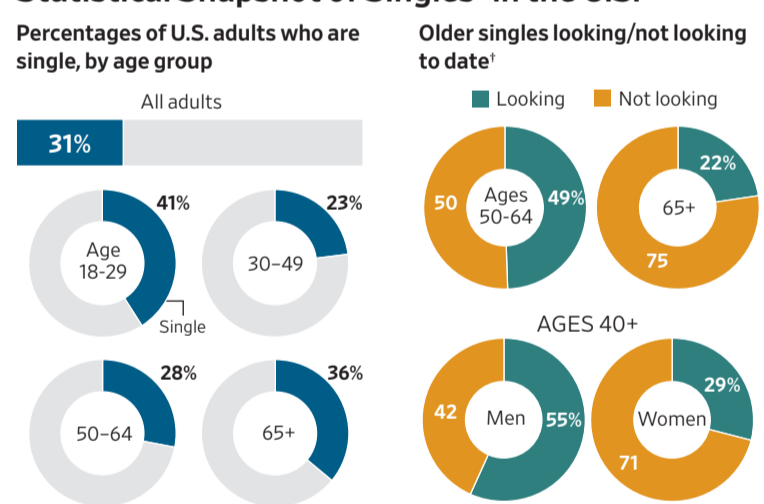 Percentages of U.S. adults who are
single, by age group
All adults
31%
41%
Age
18-29
Single
23%
30–49
28%
50–64
36%
65+
Older singles looking/not looking
to date†
Looking
Not looking
50
Ages
50-64
49%
22%
65+
75
AGES 40+
42
Men
55%
29%
Women
71